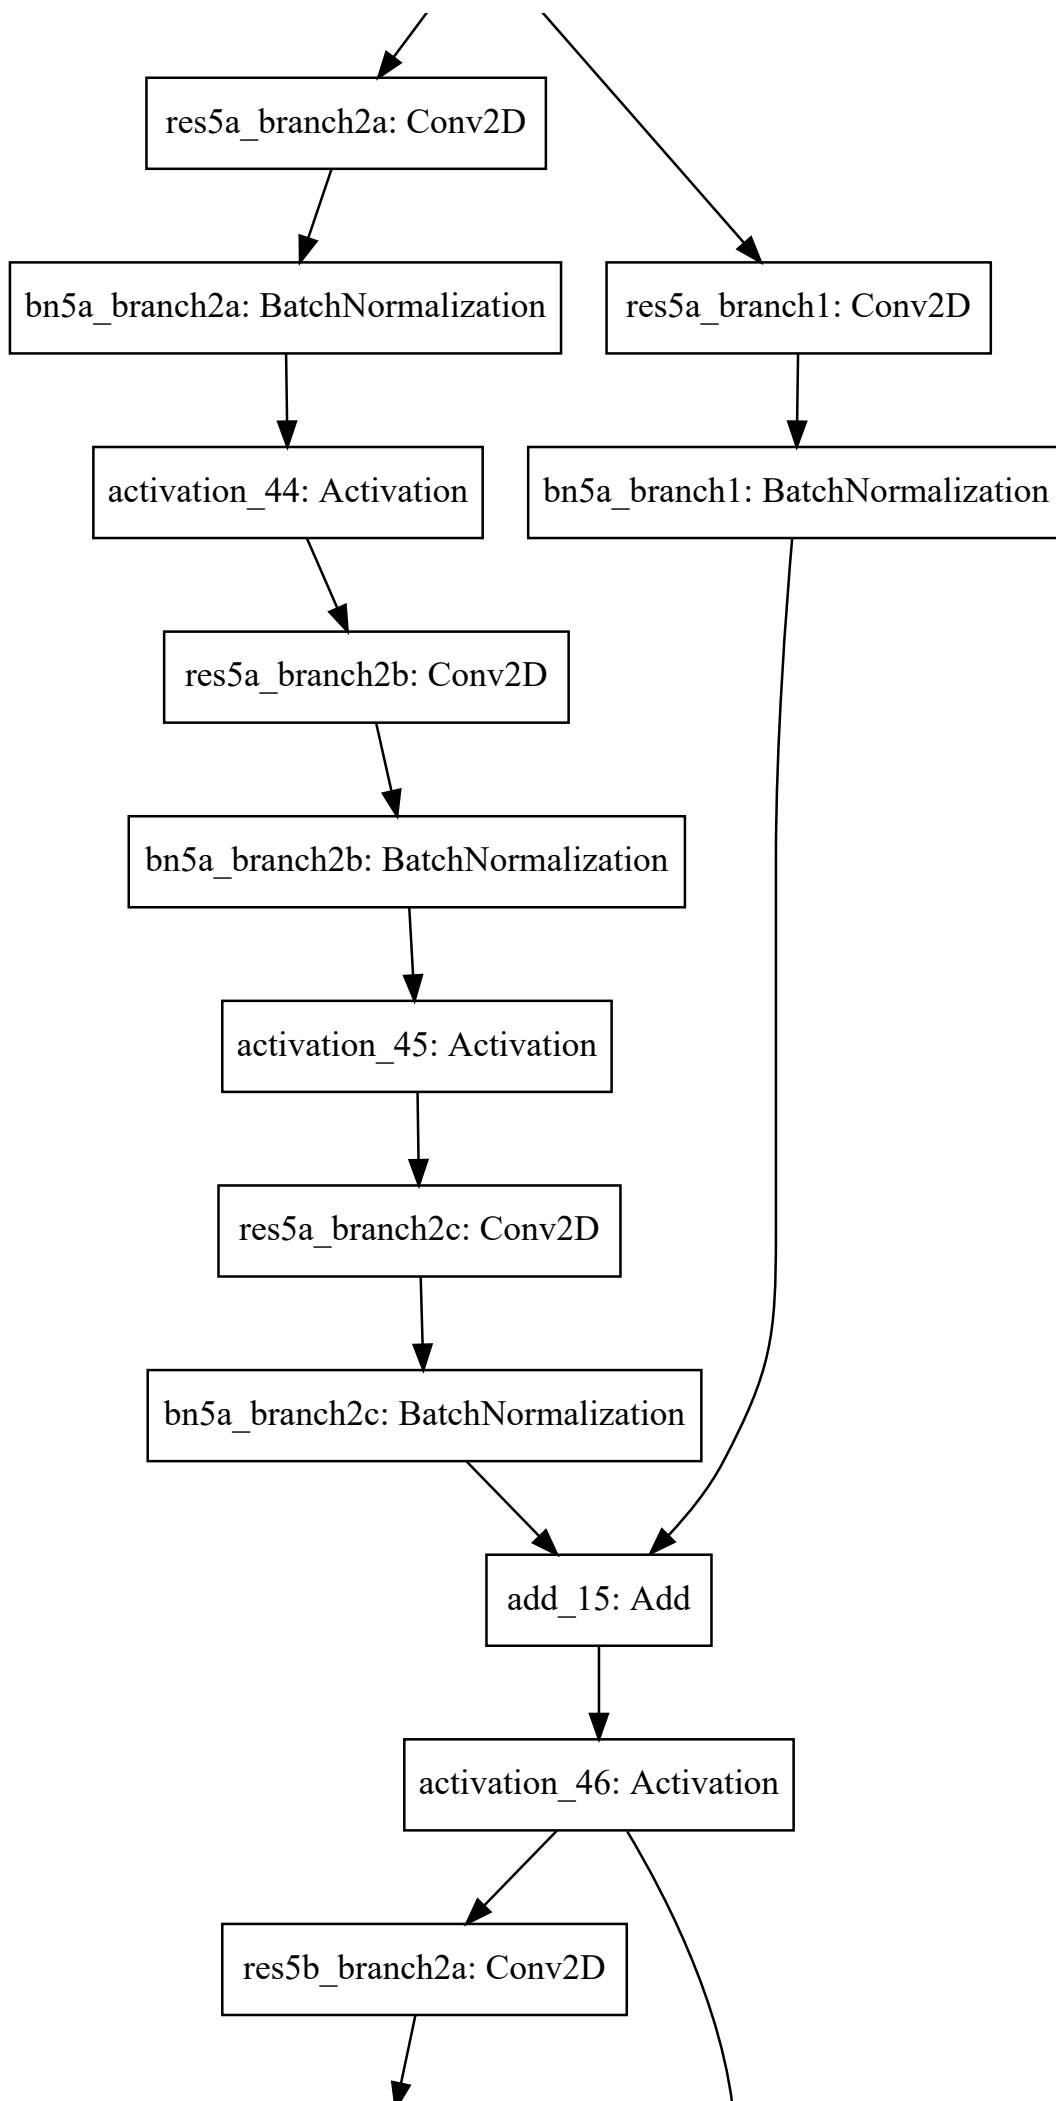 res5a_branch2a: Conv2D
bn5a_branch2a: BatchNormalization
res5a_branch1: Conv2D
activation_44: Activation
bn5a_branch1: BatchNormalization
res5a_branch2b: Conv2D
bn5a_branch2b: BatchNormalization
activation_45: Activation
res5a_branch2c: Conv2D
bn5a_branch2c: BatchNormalization
add_15: Add
activation_46: Activation
res5b_branch2a: Conv2D